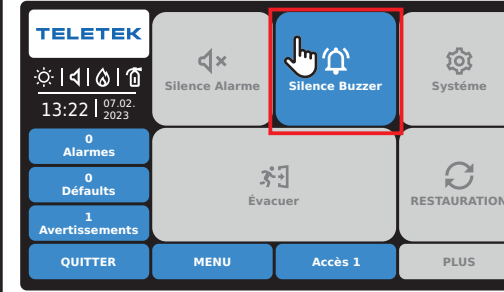 TELETEK
13:22
07.02.
2023
0
Alarmes
0
Défaults
1
Avertissements
Silence Alarme
Silence Buzzer
Systéme
Évacuer
RESTAURATION
QUITTER
MENU
Accès 1
PLUS